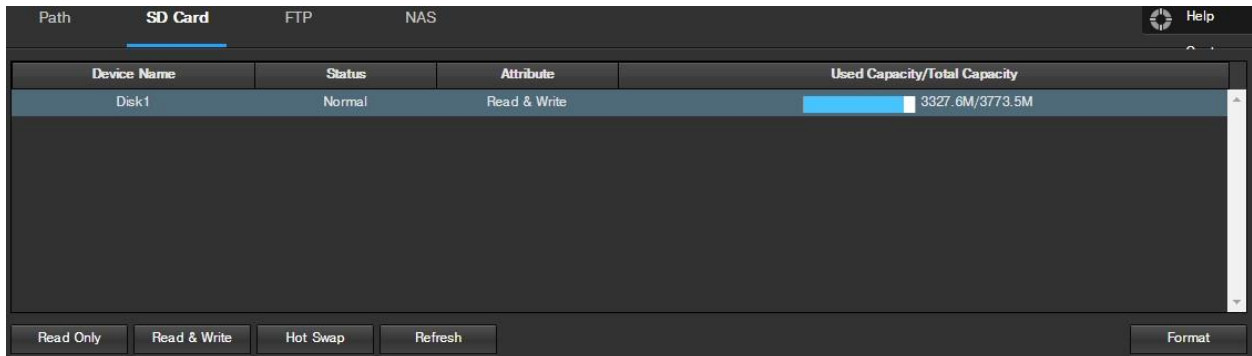 Path SD Card FTP NAS Help
Device Name Status Attribute Used Capacity/Total Capacity
Disk1 Normal Read & Write 3327.6M/3773.5M
Read Only Read & Write Hot Swap Refresh Format